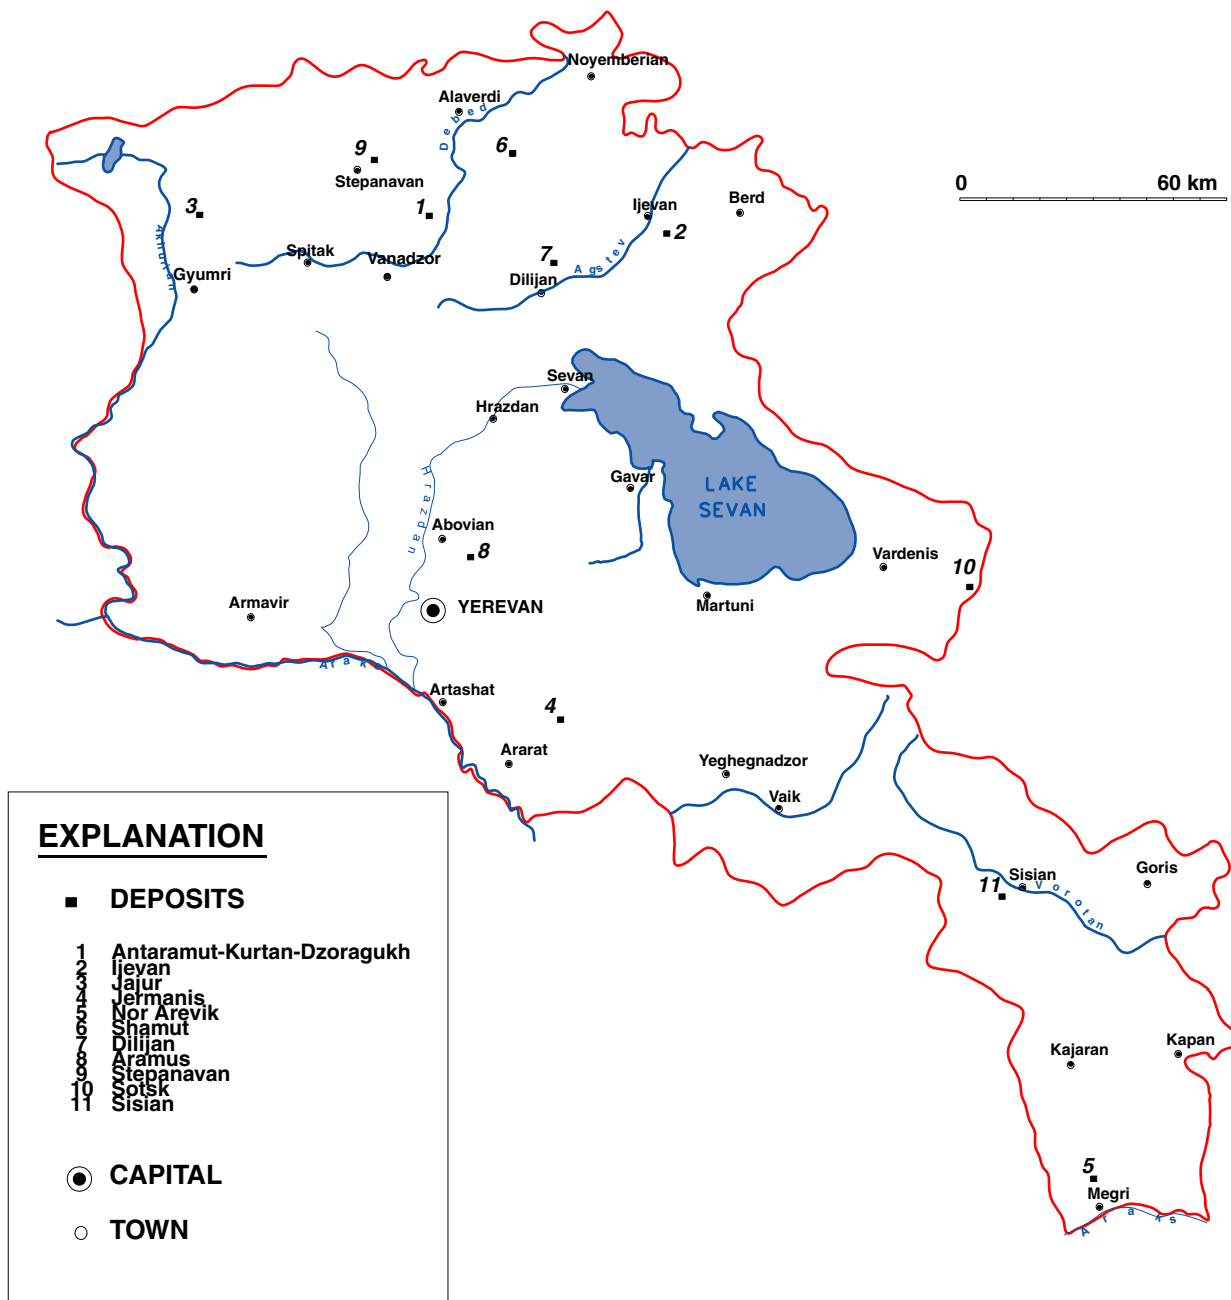 Noyemberian
Alaverdi
Debed
9
6
Stepanavan
0 60 km
3
1
Ijevan
Berd
2
Akhurian
Spitak
Vanadzor
7
Agstev
Gyumri
Dilijan
Sevan
Hrazdan
Hrazdan
Gavar
LAKE
SEVAN
Abovian
8
Vardenis
10
Armavir
YEREVAN
Martuni
Araks
Artashat
4
Ararat
Yeghegnadzor
Vaik
Sisian
Goris
11
Vorotan
Kajaran
Kapan
5
Megri
Araks
EXPLANATION
DEPOSITS
1 Antaramut-Kurtan-Dzoragukh
2 Ijevan
3 Jajur
4 Jermanis
5 Nor Arevik
6 Shamut
7 Dilijan
8 Aramus
9 Stepanavan
10 Sotsk
11 Sisian
CAPITAL
TOWN